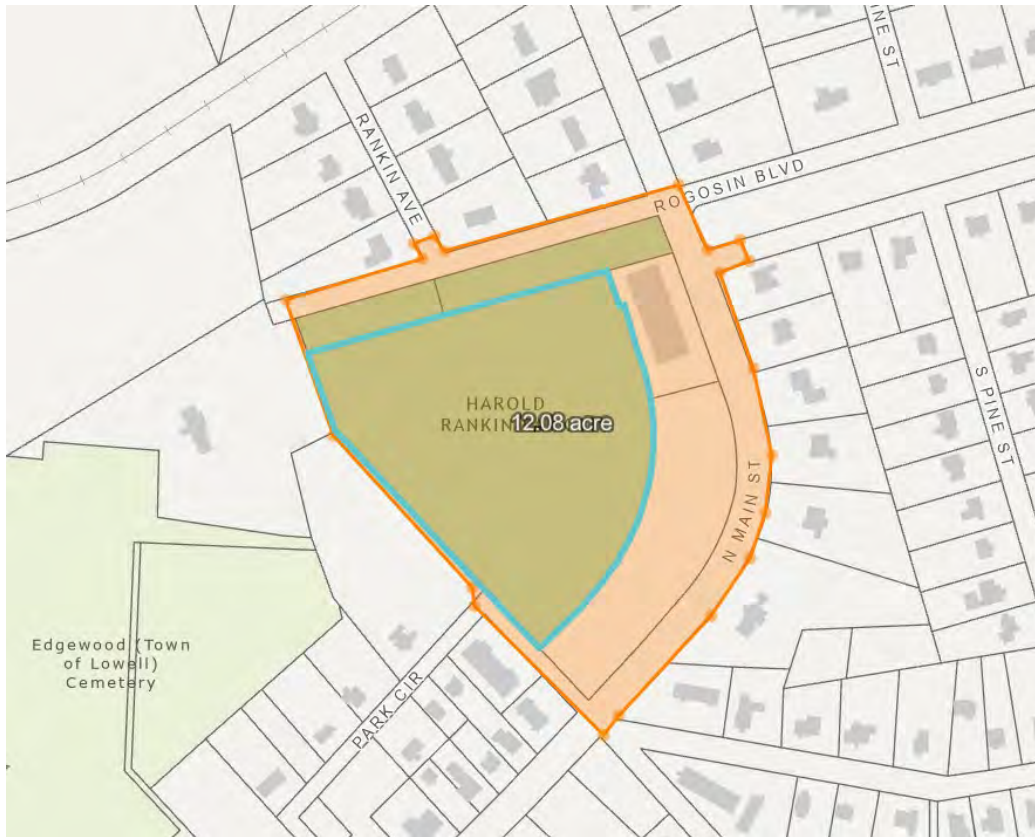 INE ST
RANKIN AVE
ROGOSIN BLVD
HAROLD
RANKIN
12.08 acre
S PINE ST
N MAIN ST
Edgewood (Town
of Lowell)
Cemetery
PARK CIR